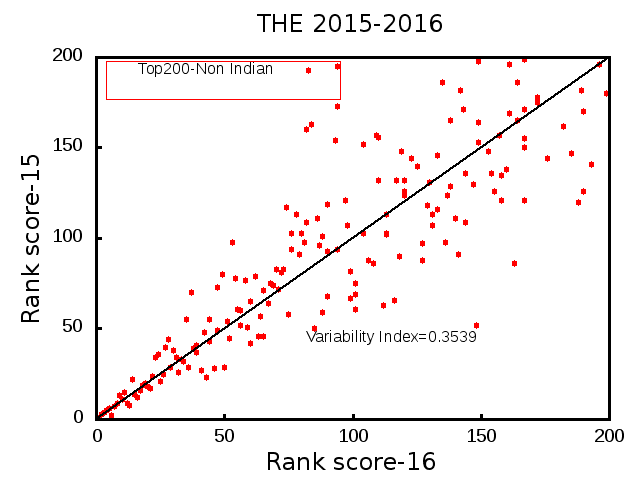 THE 2015-2016
200
Top200-Non Indian
150
Rank score-15
100
50
Variability Index=0.3539
0
0 50 100 150 200
Rank score-16